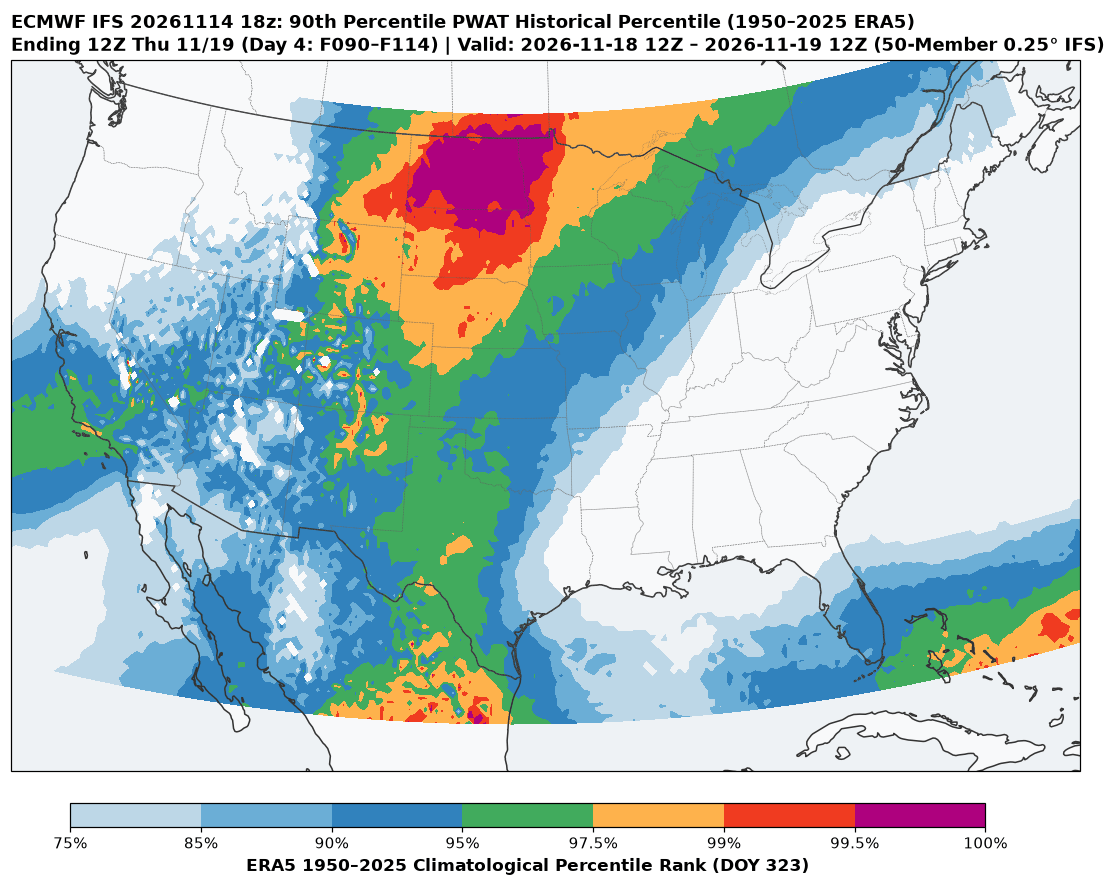 ECMWF IFS 20261114 18z: 90th Percentile PWAT Historical Percentile (1950–2025 ERA5)
Ending 12Z Thu 11/19 (Day 4: F090–F114) | Valid: 2026-11-18 12Z – 2026-11-19 12Z (50-Member 0.25° IFS)
75% 85% 90% 95% 97.5% 99% 99.5% 100%
ERA5 1950–2025 Climatological Percentile Rank (DOY 323)